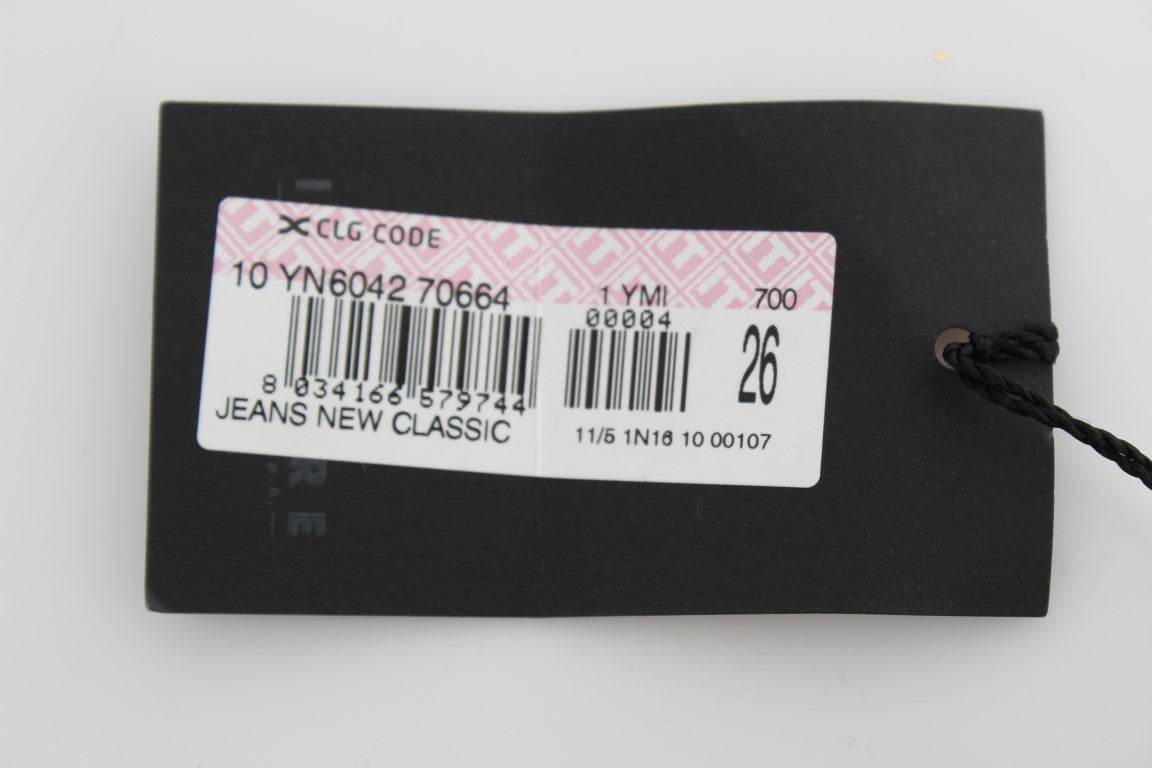 CLG CODE
10 YN6042 70664
1 YMI
700
00004
26
8 034166 579744
JEANS NEW CLASSIC
11/5 1N16 10 00107